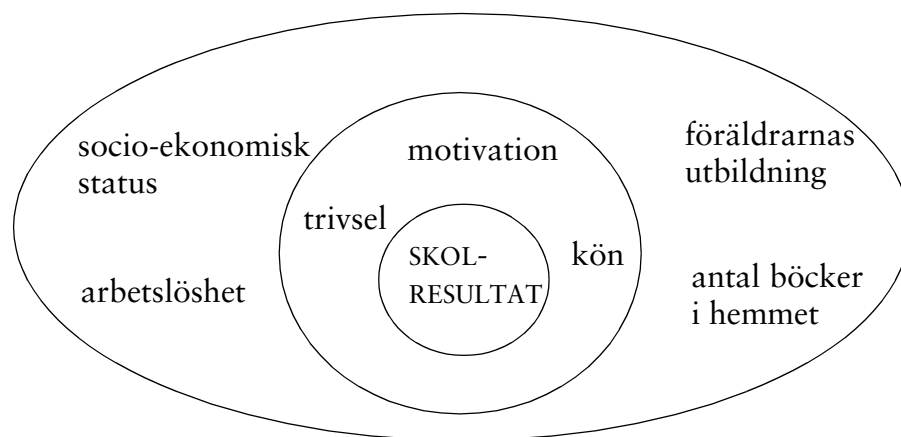 socio-ekonomisk
status
motivation
föräldrarnas
utbildning
trivsel
SKOL-
RESULTAT
kön
arbetslöshet
antal böcker
i hemmet